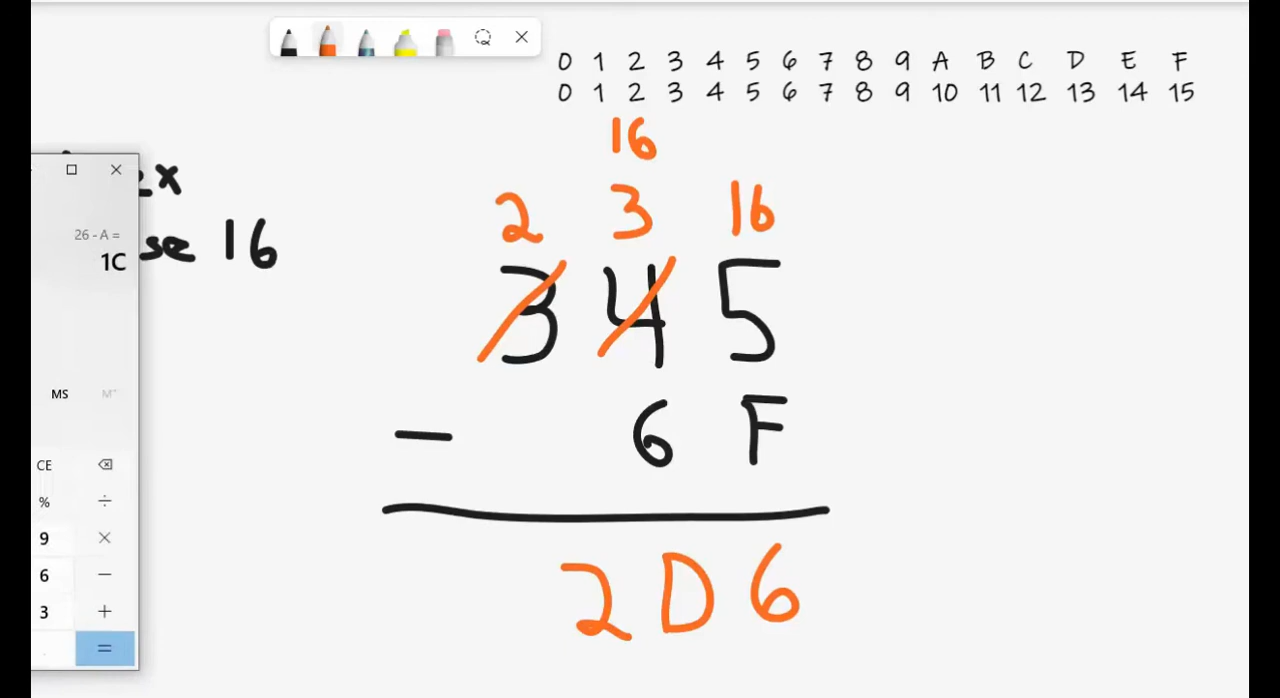 0 1 2 3 4 5 6 7 8 9 A B C D E F
0 1 2 3 4 5 6 7 8 9 10 11 12 13 14 15
16
2 3 16
3 4 5
- 6 F
2 D 6
16
26 - A =
1C
MS
M
CE
% ÷
9 ×
6 −
3 +
=